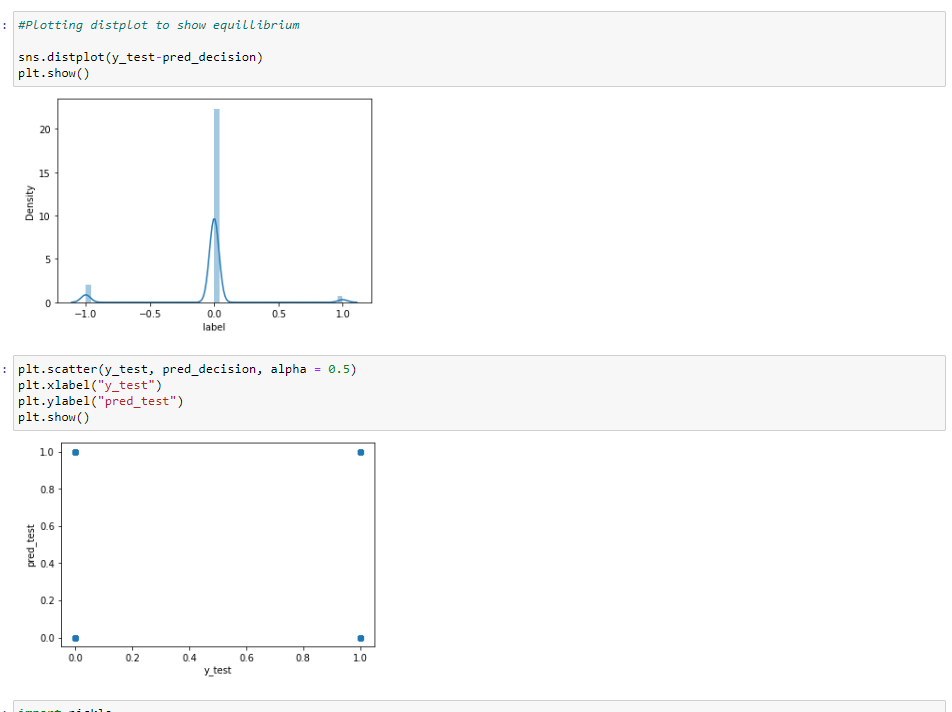 :
#Plotting distplot to show equillibrium
sns.distplot(y_test-pred_decision)
plt.show()
20
15
10
5
0
Density
−1.0 −0.5 0.0 0.5 1.0
label
:
plt.scatter(y_test, pred_decision, alpha = 0.5)
plt.xlabel("y_test")
plt.ylabel("pred_test")
plt.show()
1.0
0.8
0.6
0.4
0.2
0.0
pred_test
0.0 0.2 0.4 0.6 0.8 1.0
y_test
:
import pickle